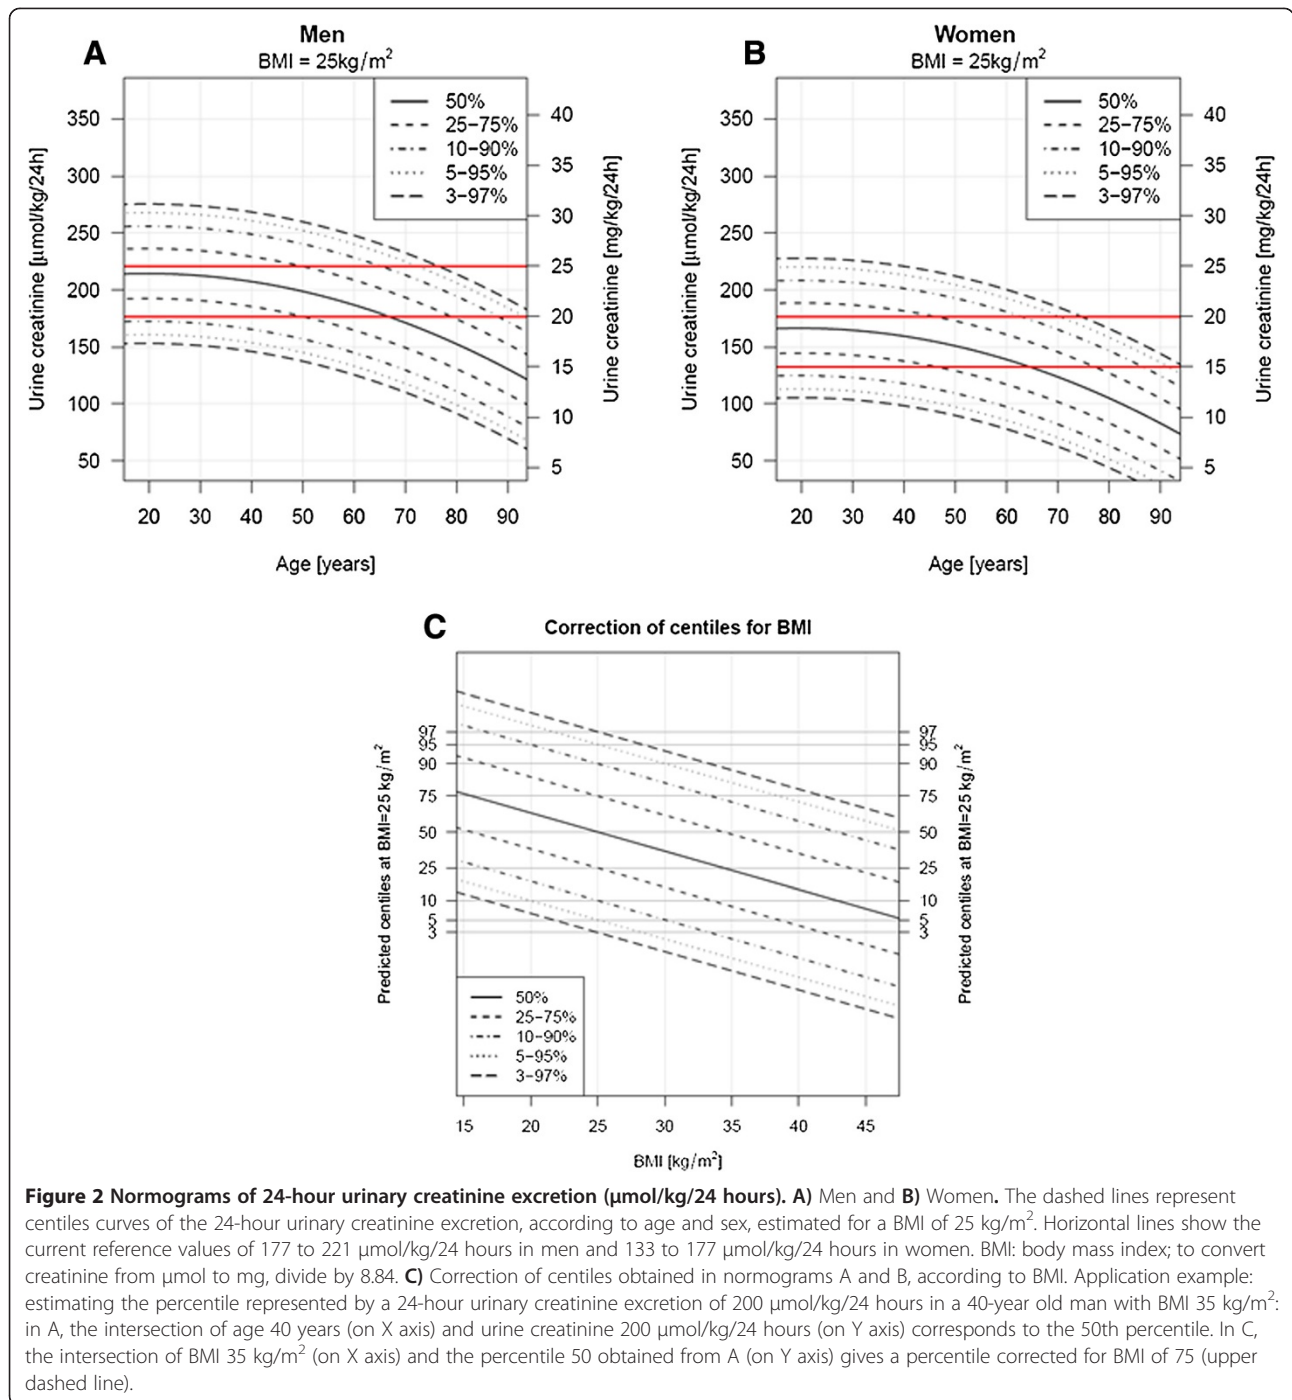 A
Men
BMI = 25kg/m²
Urine creatinine [µmol/kg/24h]
350
300
250
200
150
100
50
50%
25–75%
10–90%
5–95%
3–97%
40
35
30
25
20
15
10
5
Urine creatinine [mg/kg/24h]
20 30 40 50 60 70 80 90
Age [years]
B
Women
BMI = 25kg/m²
Urine creatinine [µmol/kg/24h]
350
300
250
200
150
100
50
50%
25–75%
10–90%
5–95%
3–97%
40
35
30
25
20
15
10
5
Urine creatinine [mg/kg/24h]
20 30 40 50 60 70 80 90
Age [years]
C
Correction of centiles for BMI
Predicted centiles at BMI=25 kg/m²
97
95
90
75
50
25
10
5
3
50%
25–75%
10–90%
5–95%
3–97%
97
95
90
75
50
25
10
5
3
Predicted centiles at BMI=25 kg/m²
15 20 25 30 35 40 45
BMI [kg/m²]
Figure 2 Normograms of 24-hour urinary creatinine excretion (µmol/kg/24 hours). A) Men and B) Women. The dashed lines represent
centiles curves of the 24-hour urinary creatinine excretion, according to age and sex, estimated for a BMI of 25 kg/m². Horizontal lines show the
current reference values of 177 to 221 µmol/kg/24 hours in men and 133 to 177 µmol/kg/24 hours in women. BMI: body mass index; to convert
creatinine from µmol to mg, divide by 8.84. C) Correction of centiles obtained in normograms A and B, according to BMI. Application example:
estimating the percentile represented by a 24-hour urinary creatinine excretion of 200 µmol/kg/24 hours in a 40-year old man with BMI 35 kg/m²:
in A, the intersection of age 40 years (on X axis) and urine creatinine 200 µmol/kg/24 hours (on Y axis) corresponds to the 50th percentile. In C,
the intersection of BMI 35 kg/m² (on X axis) and the percentile 50 obtained from A (on Y axis) gives a percentile corrected for BMI of 75 (upper
dashed line).